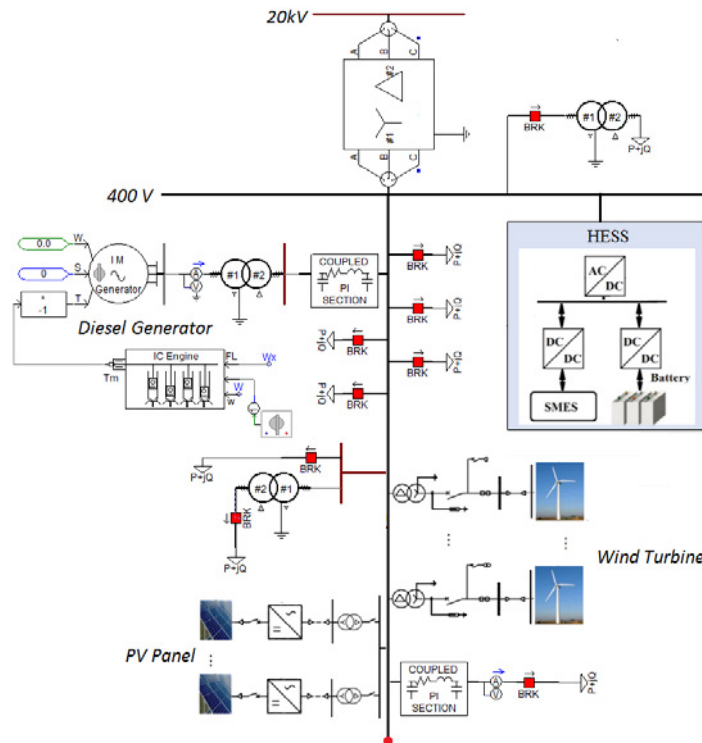 20kV
A
B
C
#2
#1
A
B
C
BRK
#1
#2
P+jQ
400 V
0.0
W
I M
Generator
0
S
*
-1
T
A
V
#1
#2
COUPLED
PI
SECTION
BRK
P+jQ
BRK
P+jQ
P+jQ
BRK
BRK
P+jQ
P+jQ
BRK
HESS
AC
DC
DC
DC
DC
DC
Battery
SMES
Diesel Generator
IC Engine
FL
Wx
W
w
Tm
BRK
P+jQ
#2
#1
BRK
P+jQ
Wind Turbine
PV Panel
COUPLED
PI
SECTION
A
V
BRK
P+jQ